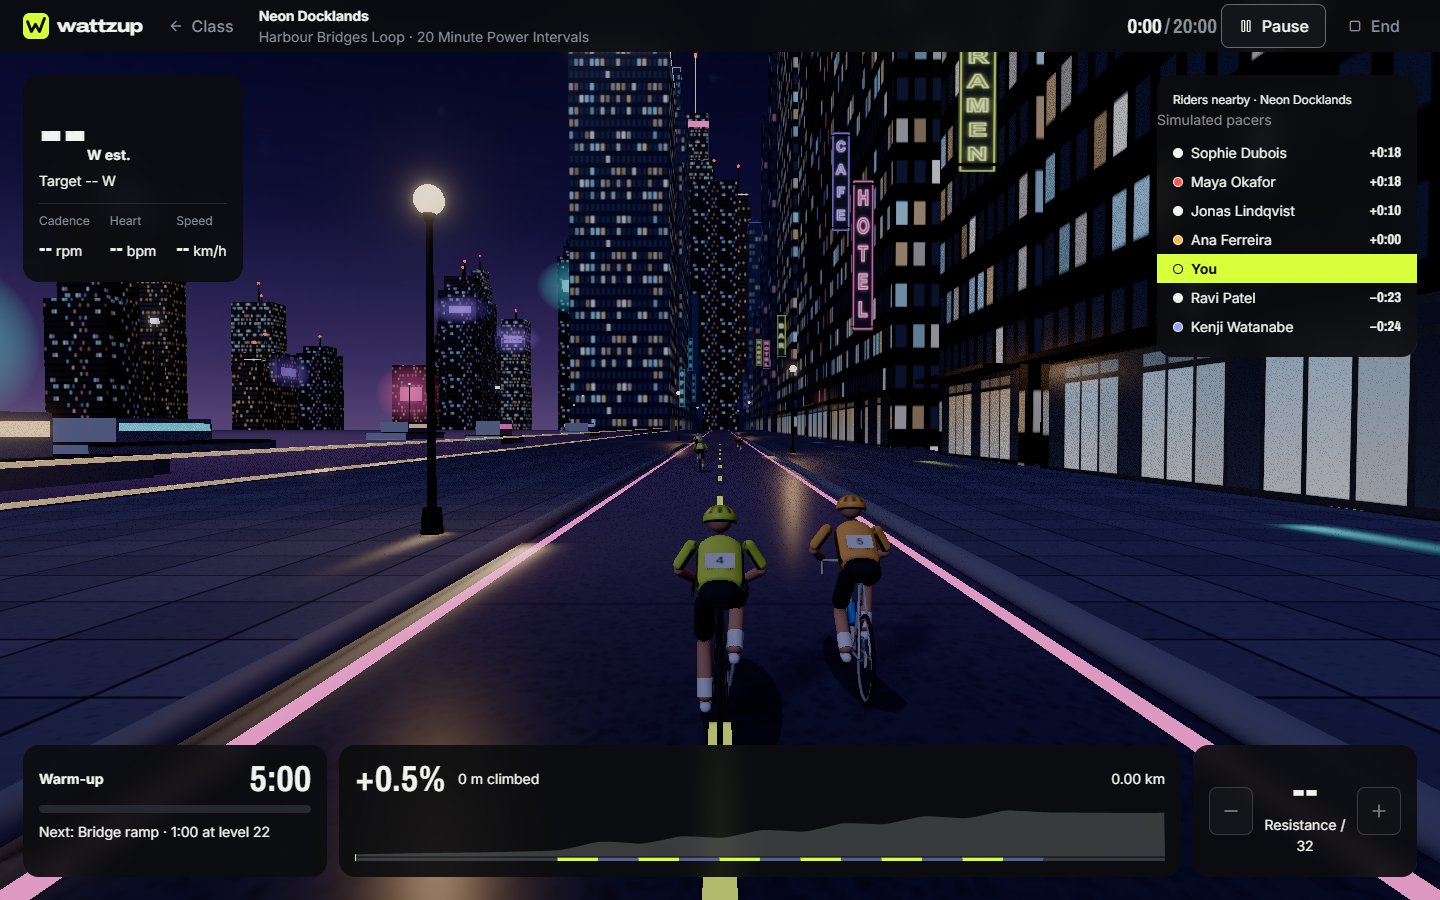 wattzup
← Class
Neon Docklands
Harbour Bridges Loop · 20 Minute Power Intervals
0:00 / 20:00
Pause
End
--
W est.
Target -- W
Cadence Heart Speed
-- rpm -- bpm -- km/h
RAMEN
CAFE
HOTEL
Riders nearby · Neon Docklands
Simulated pacers
Sophie Dubois +0:18
Maya Okafor +0:18
Jonas Lindqvist +0:10
Ana Ferreira +0:00
You
Ravi Patel −0:23
Kenji Watanabe −0:24
4
5
Warm-up 5:00
Next: Bridge ramp · 1:00 at level 22
+0.5% 0 m climbed 0.00 km
−
--
+
Resistance /
32